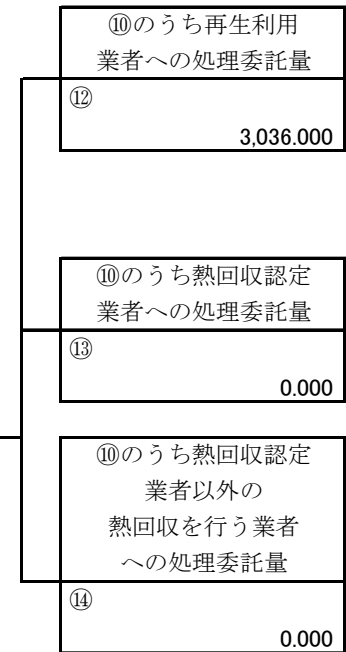 ⑩のうち再生利用
業者への処理委託量
⑫
3,036.000
⑩のうち熱回収認定
業者への処理委託量
⑬
0.000
⑩のうち熱回収認定
業者以外の
熱回収を行う業者
への処理委託量
⑭
0.000